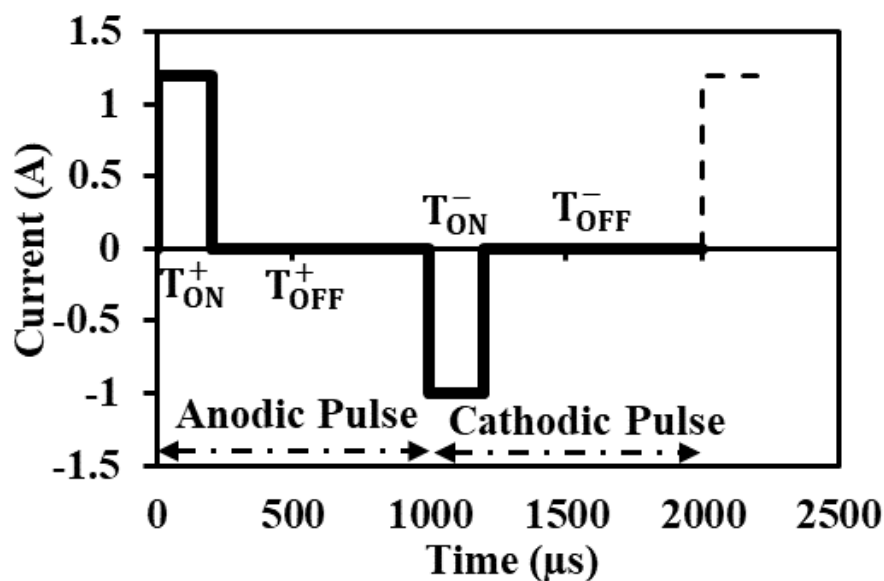 1.5
1
0.5
0
-0.5
-1
-1.5
Current (A)
T⁺ON
T⁺OFF
T⁻ON
T⁻OFF
Anodic Pulse
Cathodic Pulse
0 500 1000 1500 2000 2500
Time (μs)